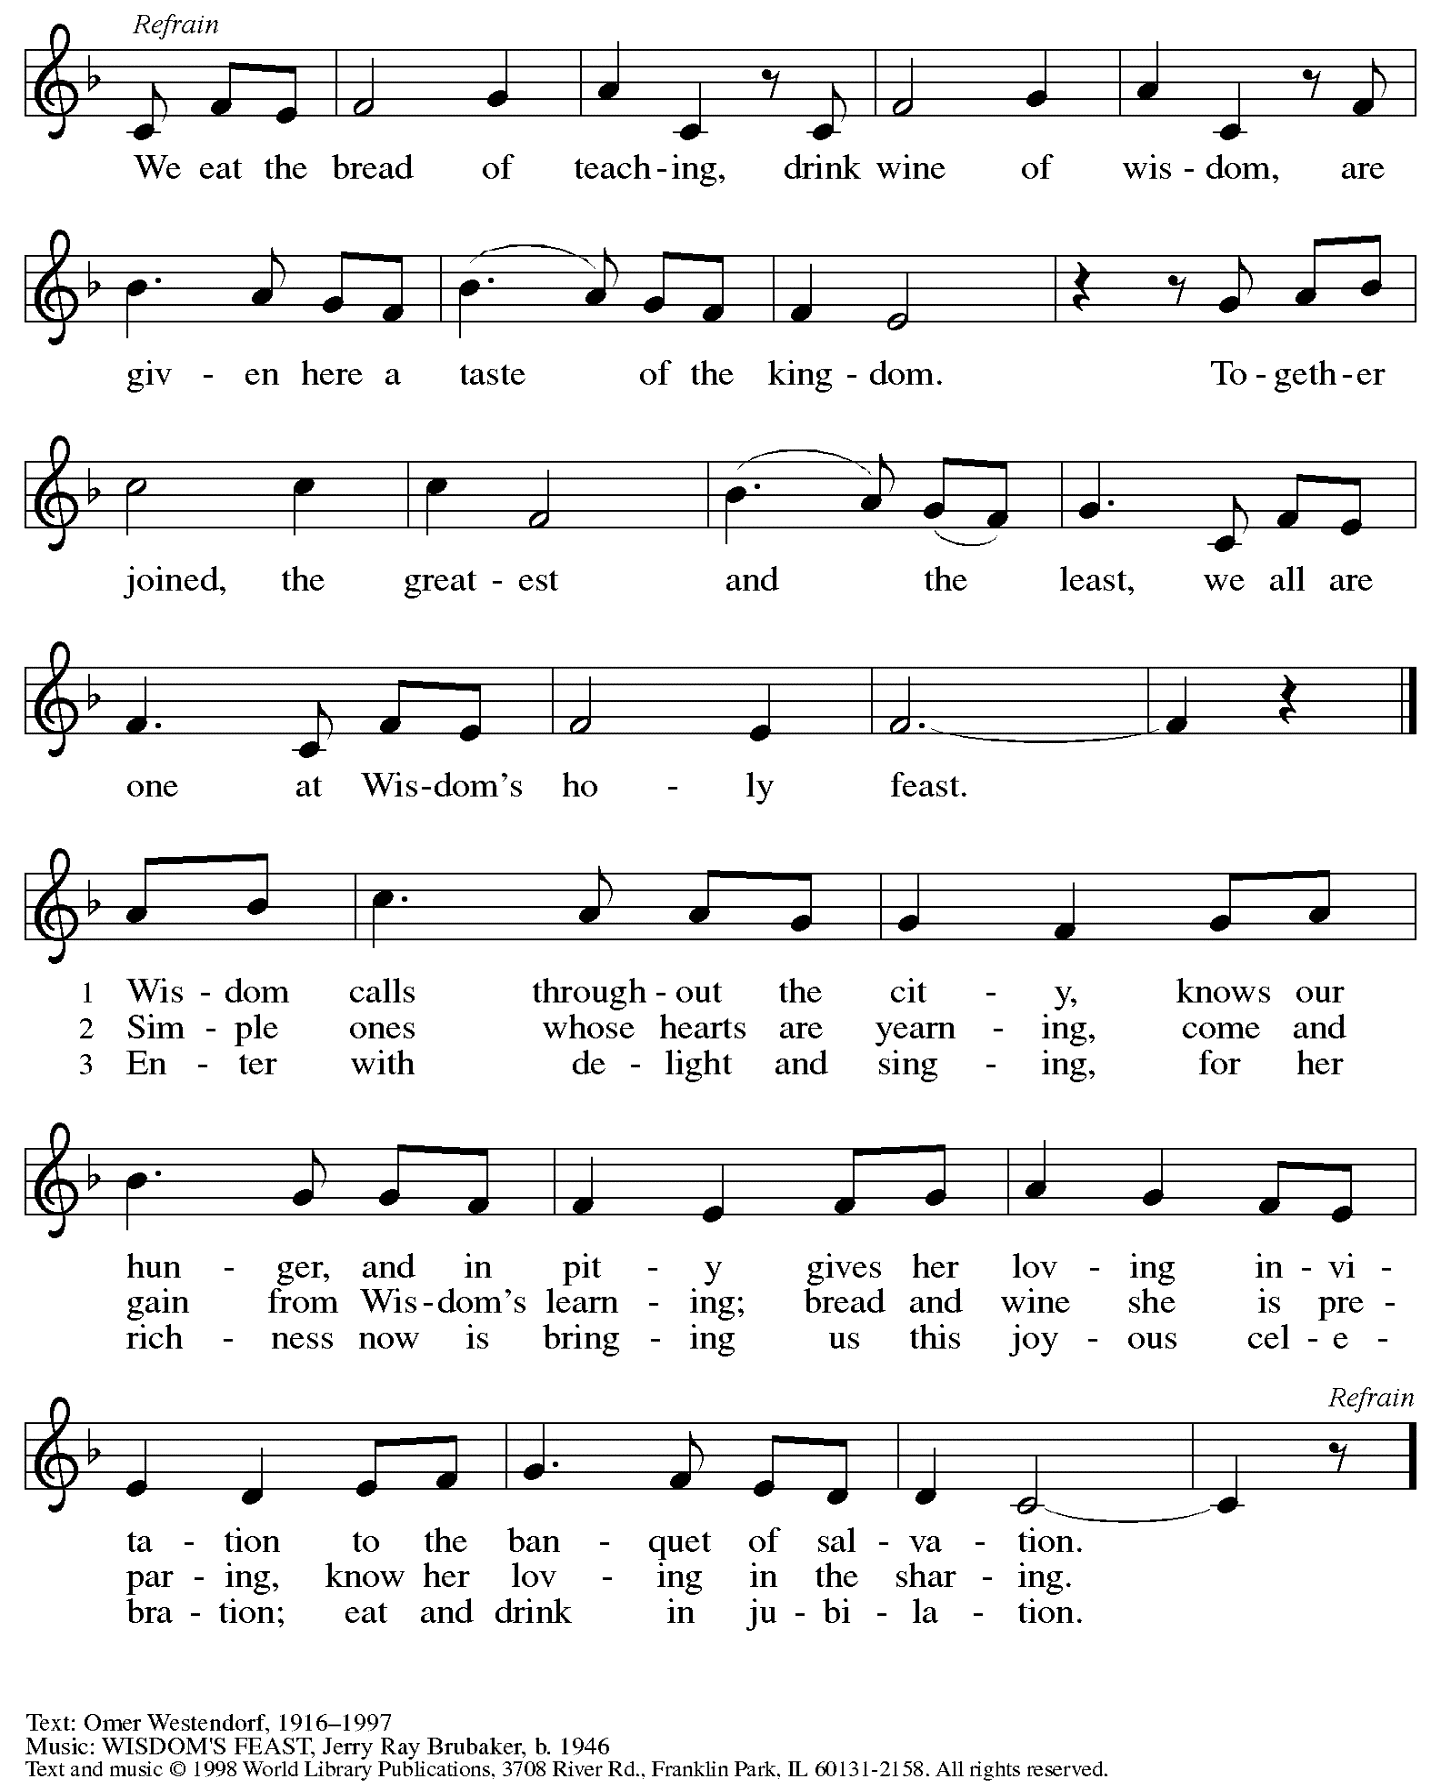 Refrain
We eat the bread of teach - ing, drink wine of wis - dom, are
giv - en here a taste of the king - dom. To - geth - er
joined, the great - est and the least, we all are
one at Wis - dom's ho - ly feast.
1 Wis - dom calls through - out the cit - y, knows our
2 Sim - ple ones whose hearts are yearn - ing, come and
3 En - ter with de - light and sing - ing, for her
hun - ger, and in pit - y gives her lov - ing in - vi -
gain from Wis - dom's learn - ing; bread and wine she is pre -
rich - ness now is bring - ing us this joy - ous cel - e -
Refrain
ta - tion to the ban - quet of sal - va - tion.
par - ing, know her lov - ing in the shar - ing.
bra - tion; eat and drink in ju - bi - la - tion.
Text: Omer Westendorf, 1916–1997
Music: WISDOM'S FEAST, Jerry Ray Brubaker, b. 1946
Text and music © 1998 World Library Publications, 3708 River Rd., Franklin Park, IL 60131-2158. All rights reserved.